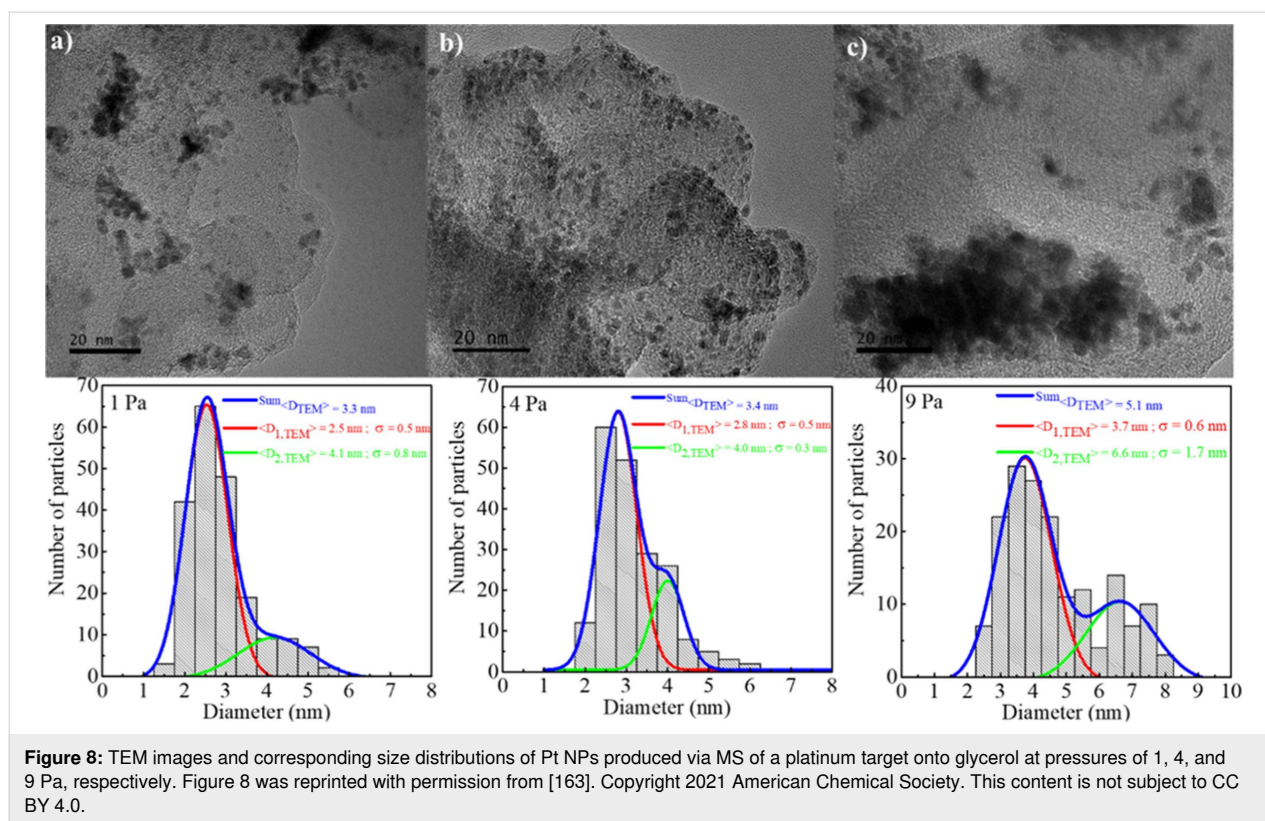 a)
b)
c)
20 nm
20 nm
20 nm
70
60
50
40
30
20
10
0
1 Pa
Sum<D_TEM> = 3.3 nm
<D_1,TEM> = 2.5 nm ; σ = 0.5 nm
<D_2,TEM> = 4.1 nm ; σ = 0.8 nm
Number of particles
0 1 2 3 4 5 6 7 8
Diameter (nm)
70
60
50
40
30
20
10
0
4 Pa
Sum<D_TEM> = 3.4 nm
<D_1,TEM> = 2.8 nm ; σ = 0.5 nm
<D_2,TEM> = 4.0 nm ; σ = 0.3 nm
Number of particles
0 1 2 3 4 5 6 7 8
Diameter (nm)
40
30
20
10
0
9 Pa
Sum<D_TEM> = 5.1 nm
<D_1,TEM> = 3.7 nm ; σ = 0.6 nm
<D_2,TEM> = 6.6 nm ; σ = 1.7 nm
Number of particles
0 1 2 3 4 5 6 7 8 9 10
Diameter (nm)
Figure 8: TEM images and corresponding size distributions of Pt NPs produced via MS of a platinum target onto glycerol at pressures of 1, 4, and
9 Pa, respectively. Figure 8 was reprinted with permission from [163]. Copyright 2021 American Chemical Society. This content is not subject to CC
BY 4.0.